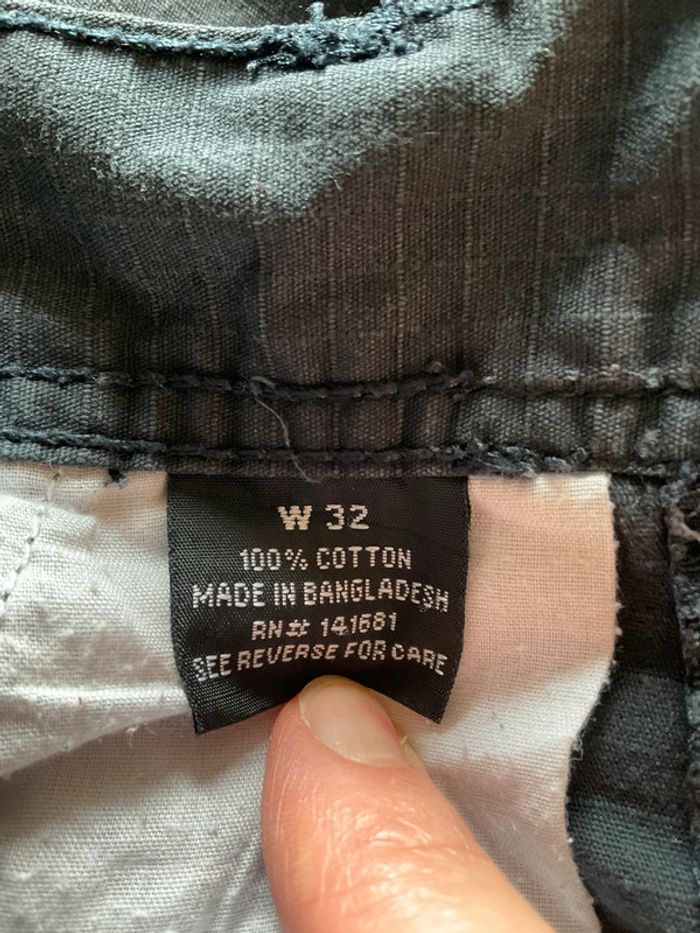 W 32
100% COTTON
MADE IN BANGLADESH
RN# 141681
SEE REVERSE FOR CARE